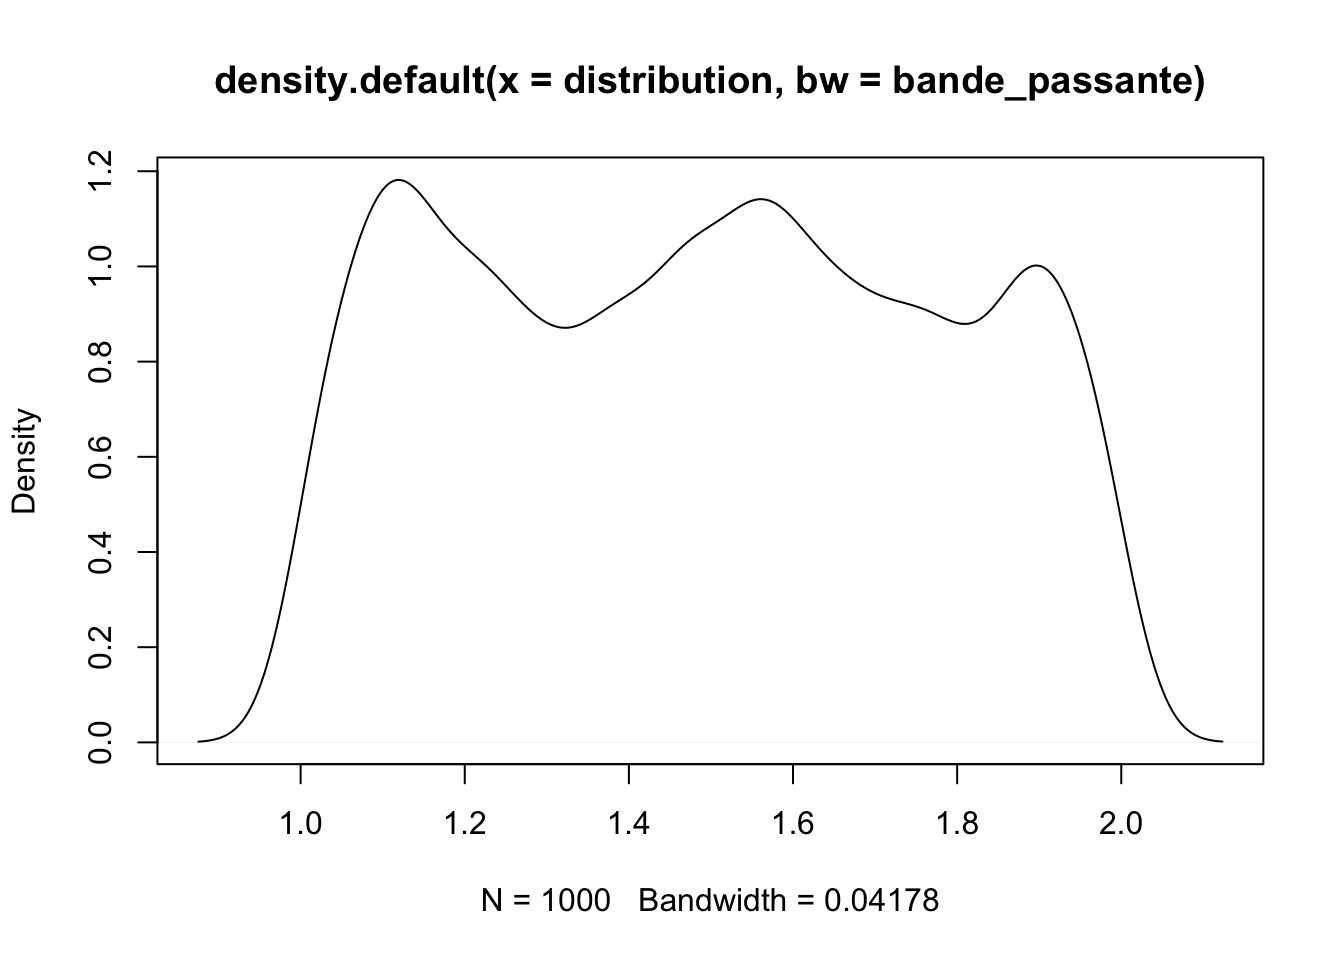 density.default(x = distribution, bw = bande_passante)
1.2
1.0
0.8
0.6
0.4
0.2
0.0
Density
1.0 1.2 1.4 1.6 1.8 2.0
N = 1000 Bandwidth = 0.04178